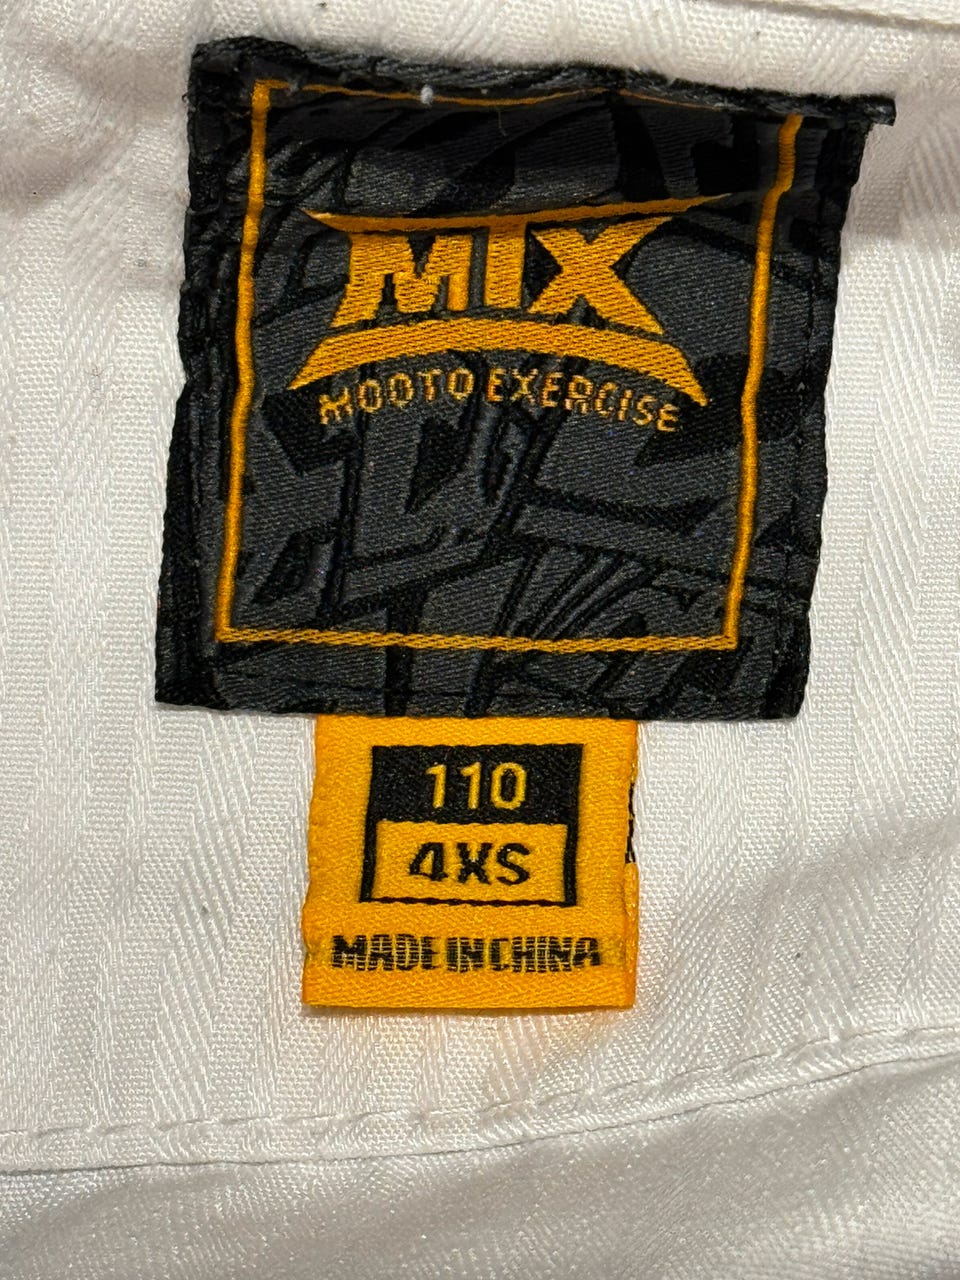 MTX
MOOTO EXERCISE
110
4XS
MADE IN CHINA